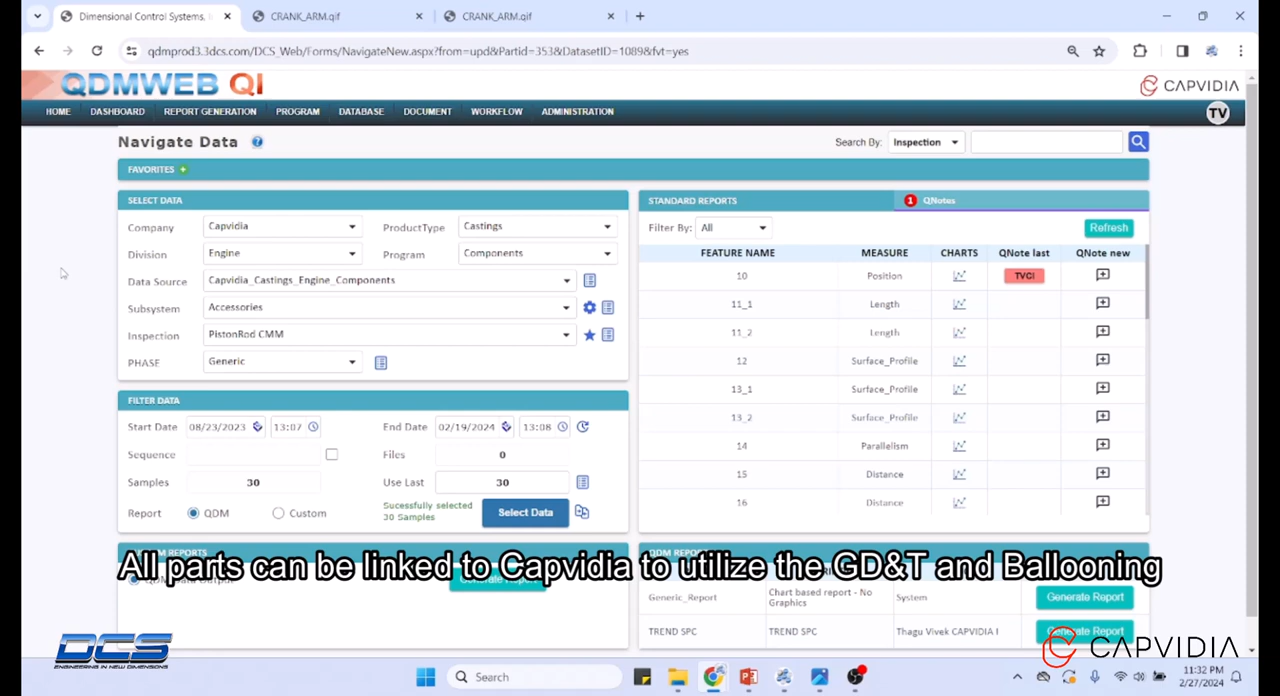 Dimensional Control Systems, I
CRANK_ARM.qif
CRANK_ARM.qif
qdmprod3.3dcs.com/DCS_Web/Forms/NavigateNew.aspx?from=upd&Partid=353&DatasetID=1089&fvt=yes
QDMWEB QI
CAPVIDIA
HOME DASHBOARD REPORT GENERATION PROGRAM DATABASE DOCUMENT WORKFLOW ADMINISTRATION
TV
Navigate Data
Search By: Inspection
FAVORITES
SELECT DATA
Company Capvidia ProductType Castings
Division Engine Program Components
Data Source Capvidia_Castings_Engine_Components
Subsystem Accessories
Inspection PistonRod CMM
PHASE Generic
FILTER DATA
Start Date 08/23/2023 13:07 End Date 02/19/2024 13:08
Sequence Files 0
Samples 30 Use Last 30
Report QDM Custom
Sucessfully selected
30 Samples
Select Data
STANDARD REPORTS
1 QNotes
Filter By: All Refresh
FEATURE NAME MEASURE CHARTS QNote last QNote new
10 Position TVCI
11_1 Length
11_2 Length
12 Surface_Profile
13_1 Surface_Profile
13_2 Surface_Profile
14 Parallelism
15 Distance
16 Distance
All parts can be linked to Capvidia to utilize the GD&T and Ballooning
Generic_Report Chart based report - No
Graphics
System Generate Report
TREND SPC TREND SPC Thagu Vivek CAPVIDIA I Generate Report
DCS
ENGINEERING IN NEW DIMENSIONS
CAPVIDIA
Search
11:32 PM
2/27/2024